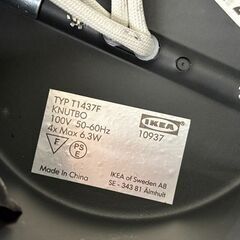 TYP T1437F
KNUTBO
100V 50-60Hz
4x Max 6.3W
F
PS
E
Made in China
IKEA
10937
IKEA of Sweden AB
SE - 343 81 Älmhult